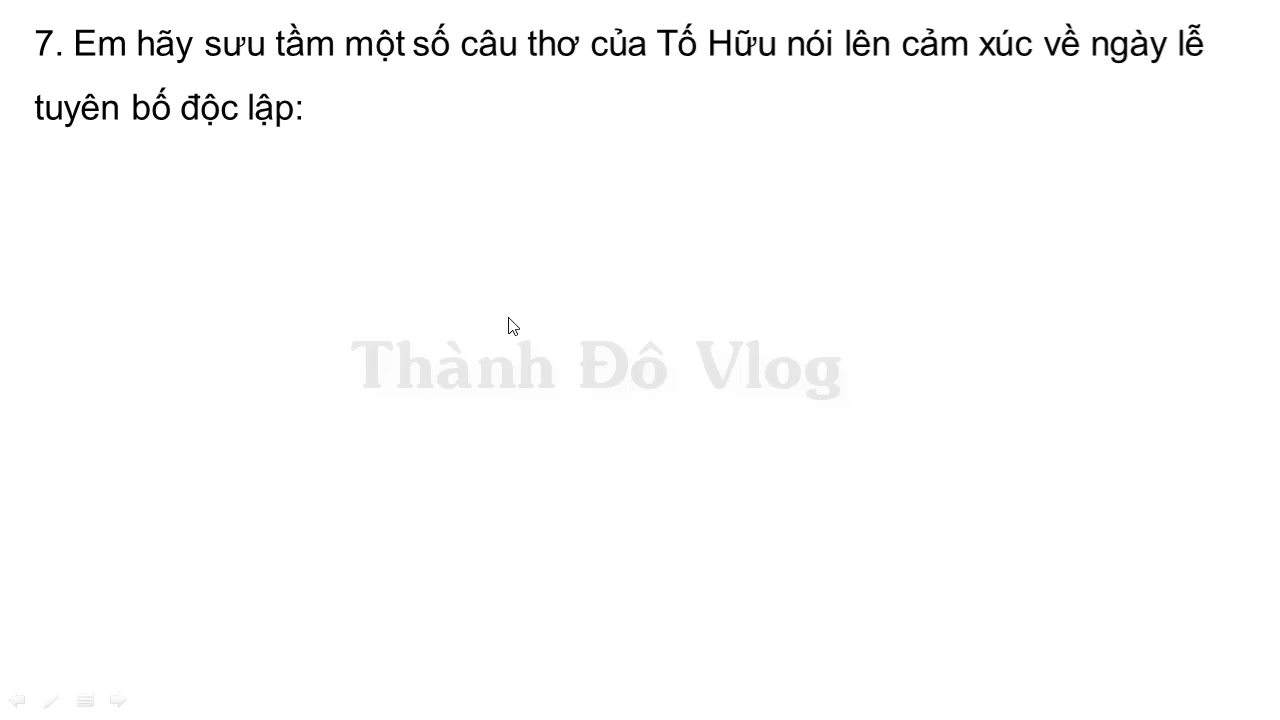 7. Em hãy sưu tầm một số câu thơ của Tố Hữu nói lên cảm xúc về ngày lễ
tuyên bố độc lập:
Thành Đô Vlog